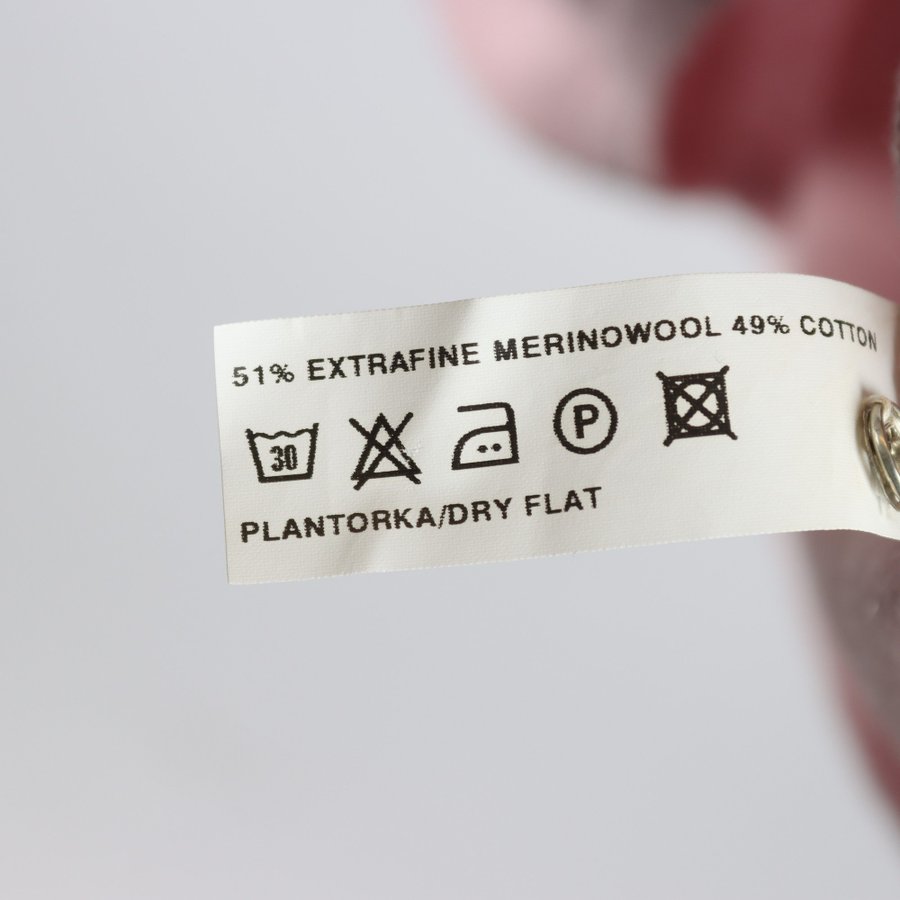 51% EXTRAFINE MERINOWOOL 49% COTTON
30 P
PLANTORKA/DRY FLAT